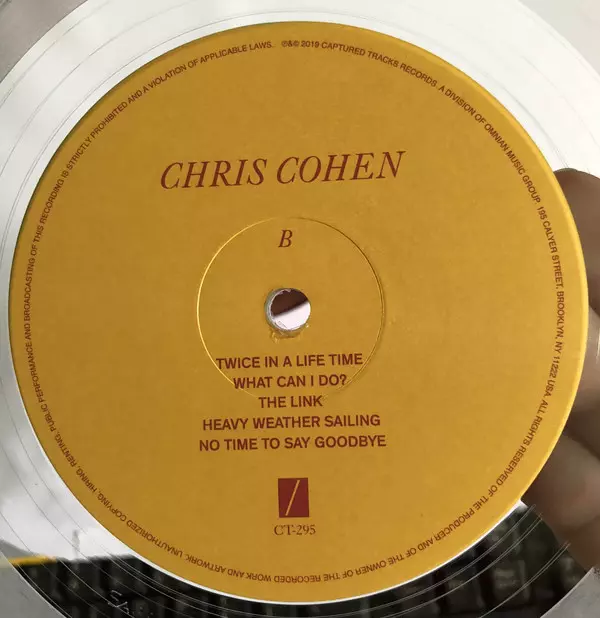 CHRIS COHEN
B
TWICE IN A LIFE TIME
WHAT CAN I DO?
THE LINK
HEAVY WEATHER SAILING
NO TIME TO SAY GOODBYE
CT-295
℗&© 2019 CAPTURED TRACKS RECORDS. A DIVISION OF OMNIAN MUSIC GROUP. 195 CALYER STREET, BROOKLYN, NY 11222 USA. ALL RIGHTS RESERVED OF THE PRODUCER AND OF THE OWNER OF THE RECORDED WORK AND ARTWORK. UNAUTHORIZED COPYING, HIRING, RENTING, PUBLIC PERFORMANCE AND BROADCASTING OF THIS RECORDING IS STRICTLY PROHIBITED AND A VIOLATION OF APPLICABLE LAWS.